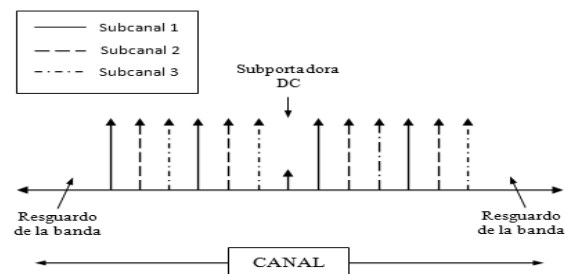 Subcanal 1
Subcanal 2
Subcanal 3
Subportadora
DC
Resguardo
de la banda
Resguardo
de la banda
CANAL